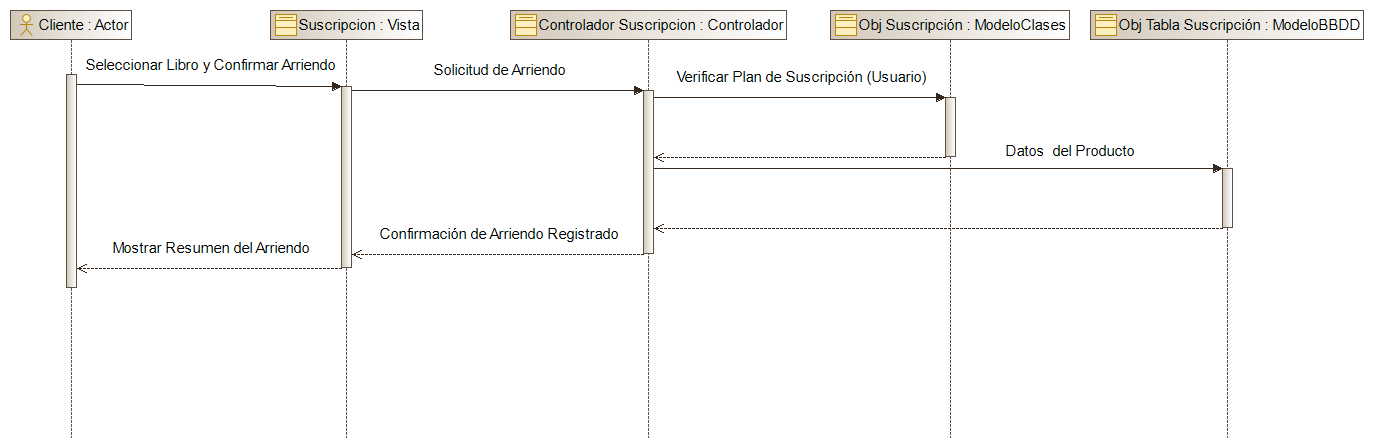 Cliente : Actor
Suscripcion : Vista
Controlador Suscripcion : Controlador
Obj Suscripción : ModeloClases
Obj Tabla Suscripción : ModeloBBDD
Seleccionar Libro y Confirmar Arriendo
Solicitud de Arriendo
Verificar Plan de Suscripción (Usuario)
Datos  del Producto
Confirmación de Arriendo Registrado
Mostrar Resumen del Arriendo